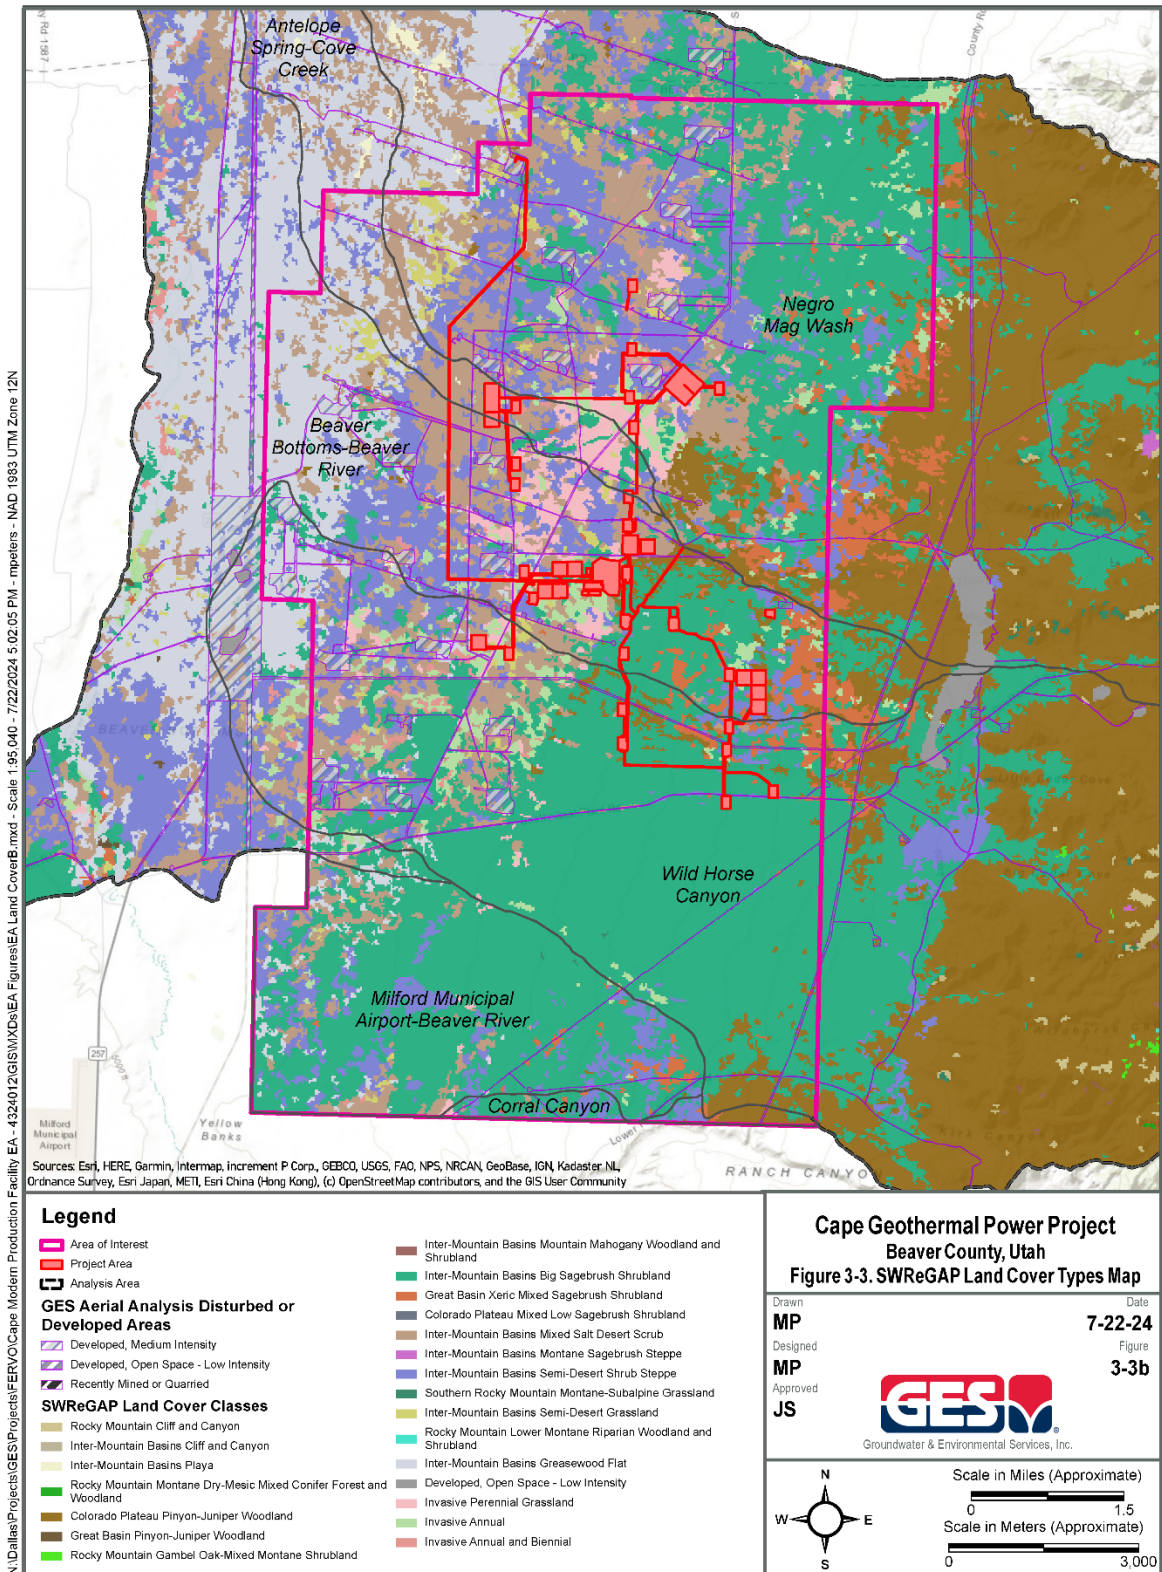 Antelope
Spring-Cove
Creek
Negro
Mag Wash
Beaver
Bottoms-Beaver
River
Wild Horse
Canyon
Milford Municipal
Airport-Beaver River
Corral Canyon
257
5000 ft
Yellow
Banks
Milford
Municipal
Airport
RANCH CANYO
Sources: Esri, HERE, Garmin, Intermap, increment P Corp., GEBCO, USGS, FAO, NPS, NRCAN, GeoBase, IGN, Kadaster NL,
Ordnance Survey, Esri Japan, METI, Esri China (Hong Kong), (c) OpenStreetMap contributors, and the GIS User Community
N:\Dallas\Projects\GES\Projects\FERVO\Cape Modern Production Facility EA - 4324012\GIS\MXDs\EA Figures\EA Land CoverB.mxd - Scale 1:95,040 - 7/22/2024 5:02:05 PM - mpeters - NAD 1983 UTM Zone 12N
Legend
Area of Interest
Project Area
Analysis Area
GES Aerial Analysis Disturbed or
Developed Areas
Developed, Medium Intensity
Developed, Open Space - Low Intensity
Recently Mined or Quarried
SWReGAP Land Cover Classes
Rocky Mountain Cliff and Canyon
Inter-Mountain Basins Cliff and Canyon
Inter-Mountain Basins Playa
Rocky Mountain Montane Dry-Mesic Mixed Conifer Forest and
Woodland
Colorado Plateau Pinyon-Juniper Woodland
Great Basin Pinyon-Juniper Woodland
Rocky Mountain Gambel Oak-Mixed Montane Shrubland
Inter-Mountain Basins Mountain Mahogany Woodland and
Shrubland
Inter-Mountain Basins Big Sagebrush Shrubland
Great Basin Xeric Mixed Sagebrush Shrubland
Colorado Plateau Mixed Low Sagebrush Shrubland
Inter-Mountain Basins Mixed Salt Desert Scrub
Inter-Mountain Basins Montane Sagebrush Steppe
Inter-Mountain Basins Semi-Desert Shrub Steppe
Southern Rocky Mountain Montane-Subalpine Grassland
Inter-Mountain Basins Semi-Desert Grassland
Rocky Mountain Lower Montane Riparian Woodland and
Shrubland
Inter-Mountain Basins Greasewood Flat
Developed, Open Space - Low Intensity
Invasive Perennial Grassland
Invasive Annual
Invasive Annual and Biennial
Cape Geothermal Power Project
Beaver County, Utah
Figure 3-3. SWReGAP Land Cover Types Map
Drawn
MP
Date
7-22-24
Designed
MP
Figure
3-3b
Approved
JS
GES
Groundwater & Environmental Services, Inc.
N
W
E
S
Scale in Miles (Approximate)
0 1.5
Scale in Meters (Approximate)
0 3,000